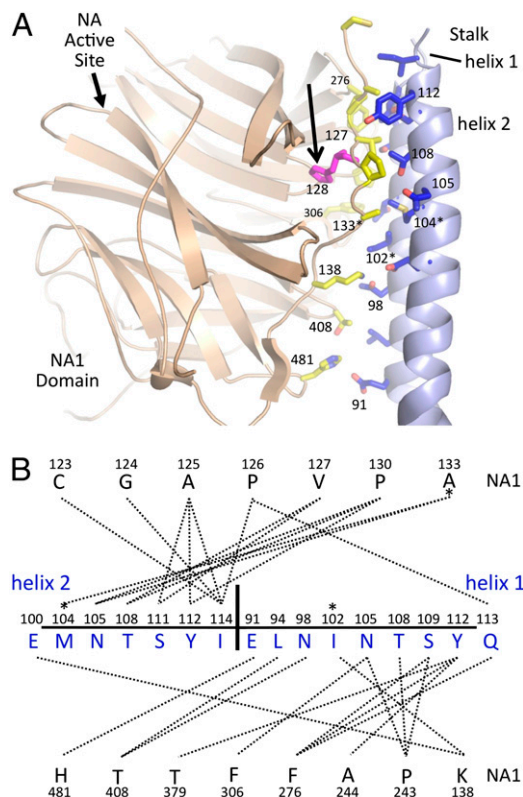 A
NA
Active
Site
Stalk
helix 1
276
112
helix 2
127
108
128
105
306
133*
104*
102*
138
98
408
NA1
Domain
481
91
B
123 124 125 126 127 130 133
C G A P V P A NA1
*
helix 2 helix 1
* *
100 104 105 108 111 112 114 91 94 98 102 105 108 109 112 113
E M N T S Y I E L N I N T S Y Q
H T T F F A P K NA1
481 408 379 306 276 244 243 138